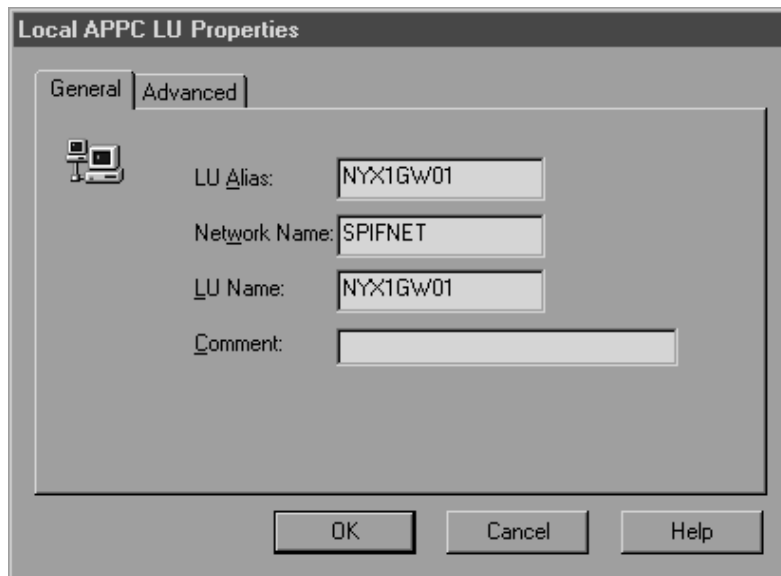 Local APPC LU Properties
General Advanced
LU Alias: NYX1GW01
Network Name: SPIFNET
LU Name: NYX1GW01
Comment:
OK Cancel Help